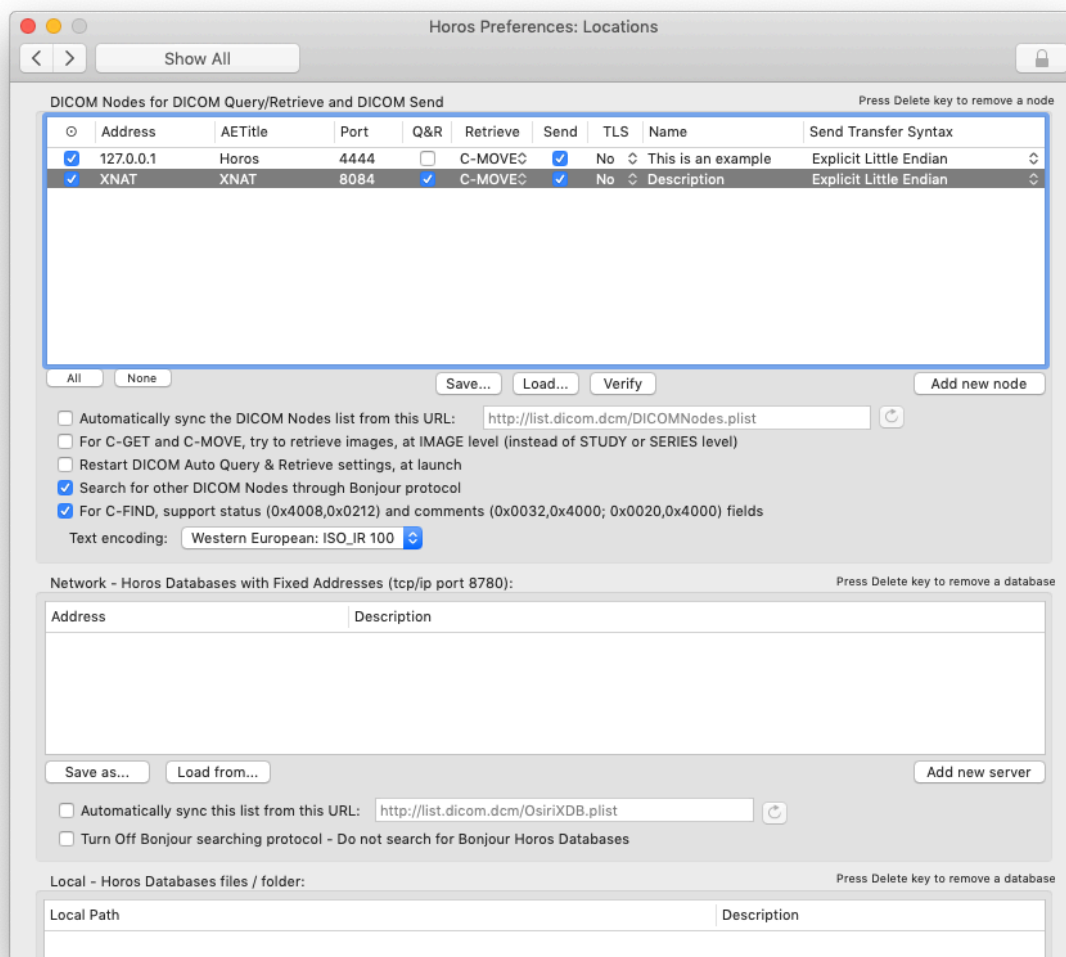 Horos Preferences: Locations
Show All
DICOM Nodes for DICOM Query/Retrieve and DICOM Send Press Delete key to remove a node
Address AETitle Port Q&R Retrieve Send TLS Name Send Transfer Syntax
127.0.0.1 Horos 4444 C-MOVE No This is an example Explicit Little Endian
XNAT XNAT 8084 C-MOVE No Description Explicit Little Endian
All None Save... Load... Verify Add new node
Automatically sync the DICOM Nodes list from this URL: http://list.dicom.dcm/DICOMNodes.plist
For C-GET and C-MOVE, try to retrieve images, at IMAGE level (instead of STUDY or SERIES level)
Restart DICOM Auto Query & Retrieve settings, at launch
Search for other DICOM Nodes through Bonjour protocol
For C-FIND, support status (0x4008,0x0212) and comments (0x0032,0x4000; 0x0020,0x4000) fields
Text encoding: Western European: ISO_IR 100
Network - Horos Databases with Fixed Addresses (tcp/ip port 8780): Press Delete key to remove a database
Address Description
Save as... Load from... Add new server
Automatically sync this list from this URL: http://list.dicom.dcm/OsiriXDB.plist
Turn Off Bonjour searching protocol - Do not search for Bonjour Horos Databases
Local - Horos Databases files / folder: Press Delete key to remove a database
Local Path Description